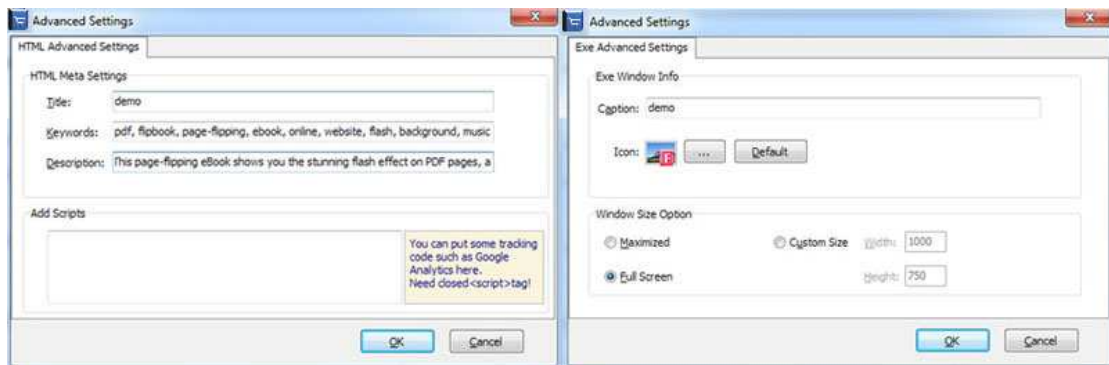 Advanced Settings
HTML Advanced Settings
HTML Meta Settings
Title: demo
Keywords: pdf, flipbook, page-flipping, ebook, online, website, flash, background, music
Description: This page-flipping eBook shows you the stunning flash effect on PDF pages, a
Add Scripts
You can put some tracking
code such as Google
Analytics here.
Need closed<script>tag!
OK Cancel
Advanced Settings
Exe Advanced Settings
Exe Window Info
Caption: demo
Icon: F ... Default
Window Size Option
Maximized Custom Size Width: 1000
Full Screen Height: 750
OK Cancel